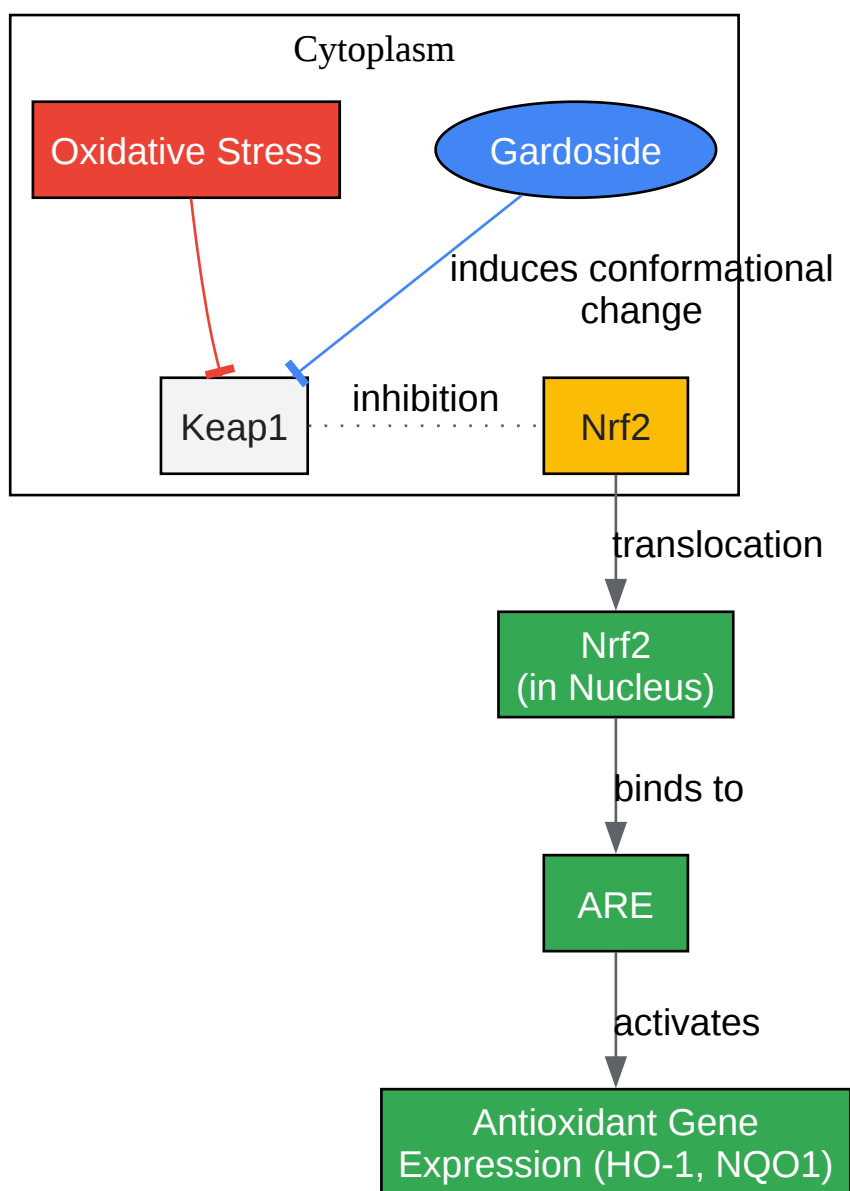 Cytoplasm
Oxidative Stress
Gardoside
induces conformational
change
Keap1
inhibition
Nrf2
translocation
Nrf2
(in Nucleus)
binds to
ARE
activates
Antioxidant Gene
Expression (HO-1, NQO1)